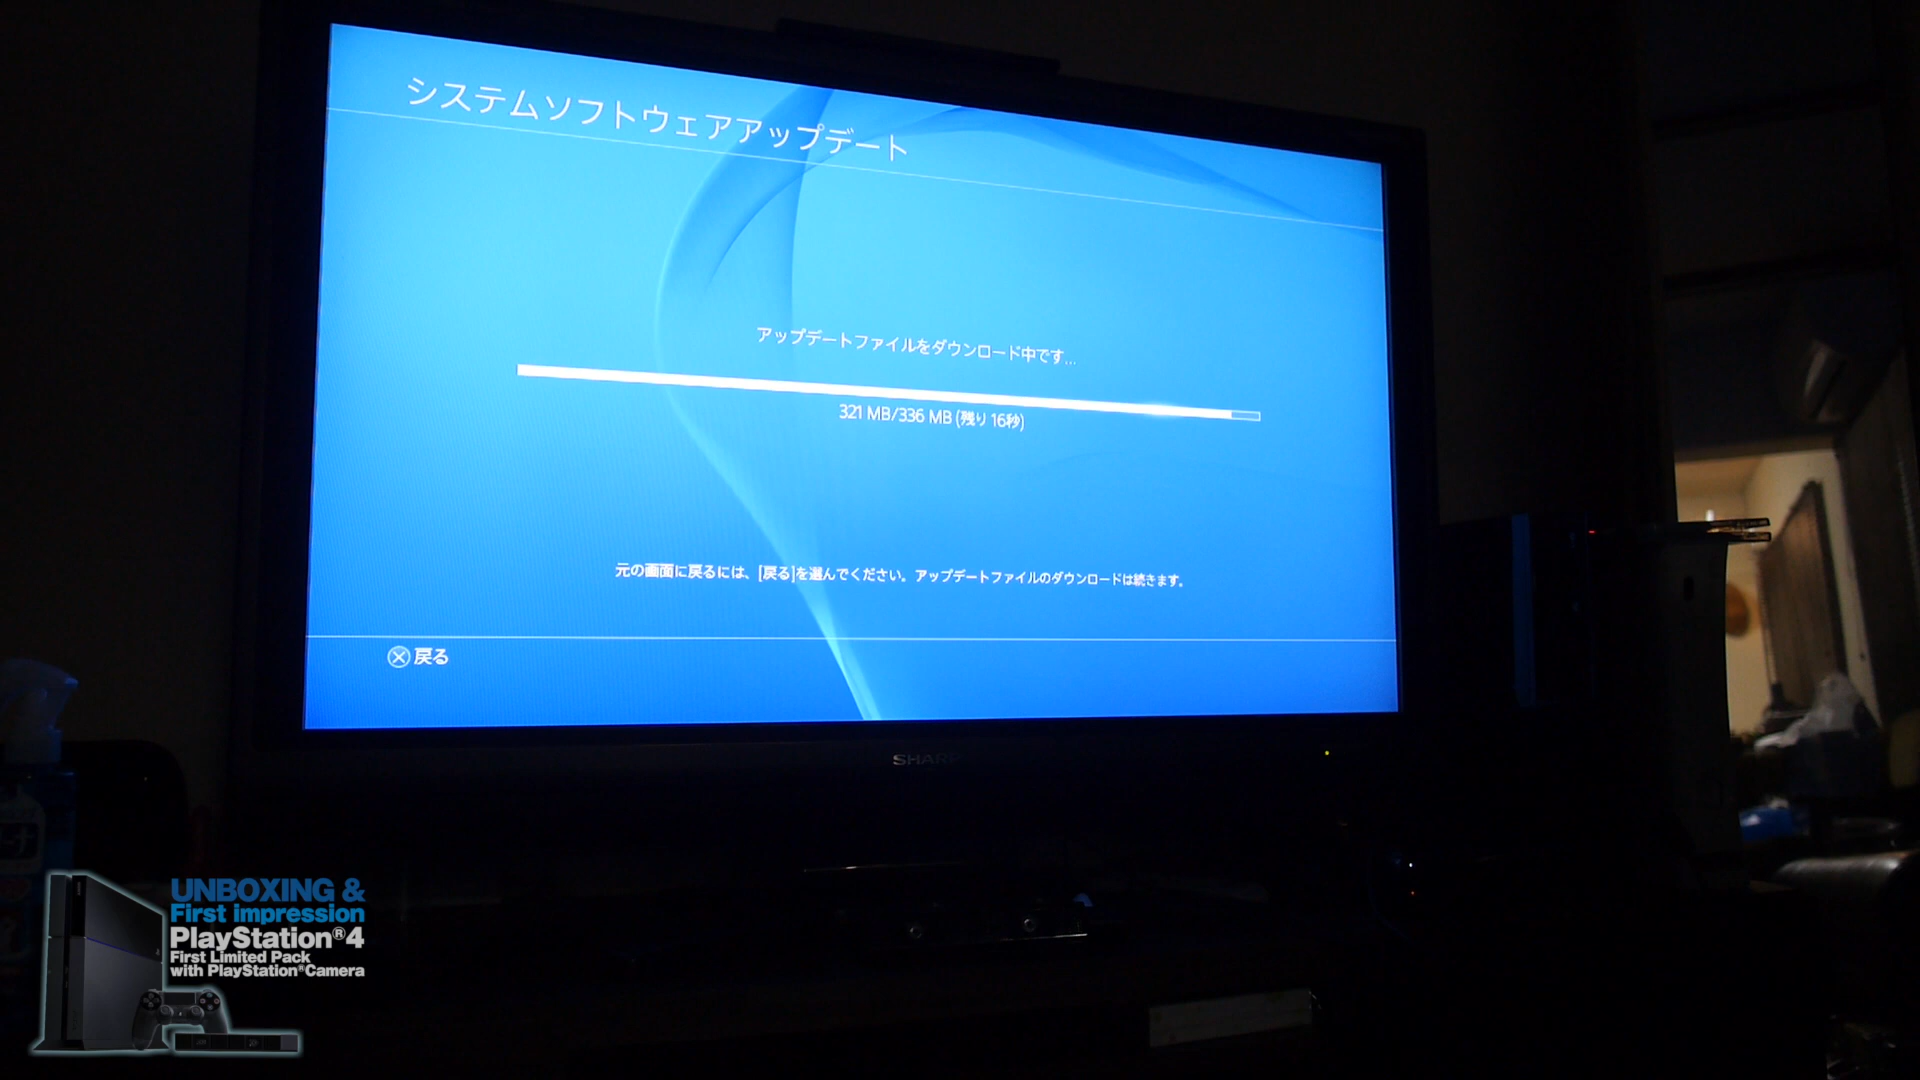 システムソフトウェアアップデート
アップデートファイルをダウンロード中です...
321 MB/336 MB (残り 16秒)
元の画面に戻るには、[戻る]を選んでください。アップデートファイルのダウンロードは続きます。
戻る
SHARP
UNBOXING &
First impression
PlayStation®4
First Limited Pack
with PlayStation®Camera